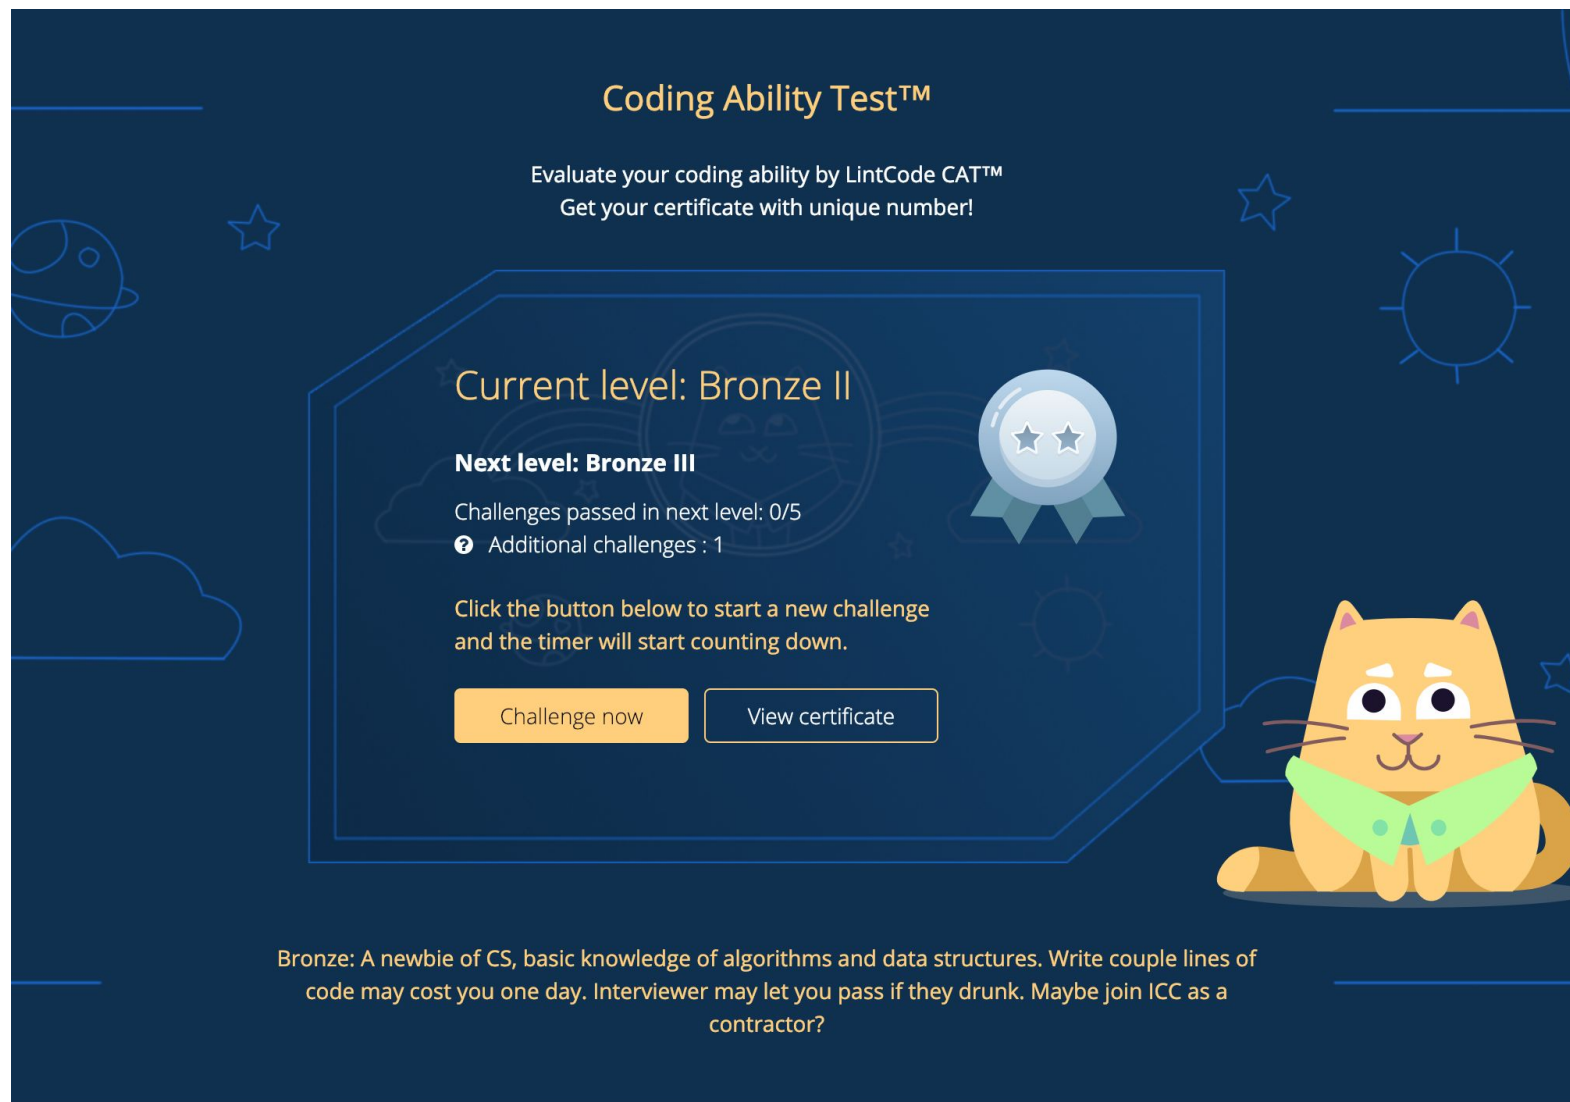 Coding Ability Test™
Evaluate your coding ability by LintCode CAT™
Get your certificate with unique number!
Current level: Bronze II
Next level: Bronze III
Challenges passed in next level: 0/5
? Additional challenges : 1
Click the button below to start a new challenge
and the timer will start counting down.
Challenge now
View certificate
Bronze: A newbie of CS, basic knowledge of algorithms and data structures. Write couple lines of
code may cost you one day. Interviewer may let you pass if they drunk. Maybe join ICC as a
contractor?